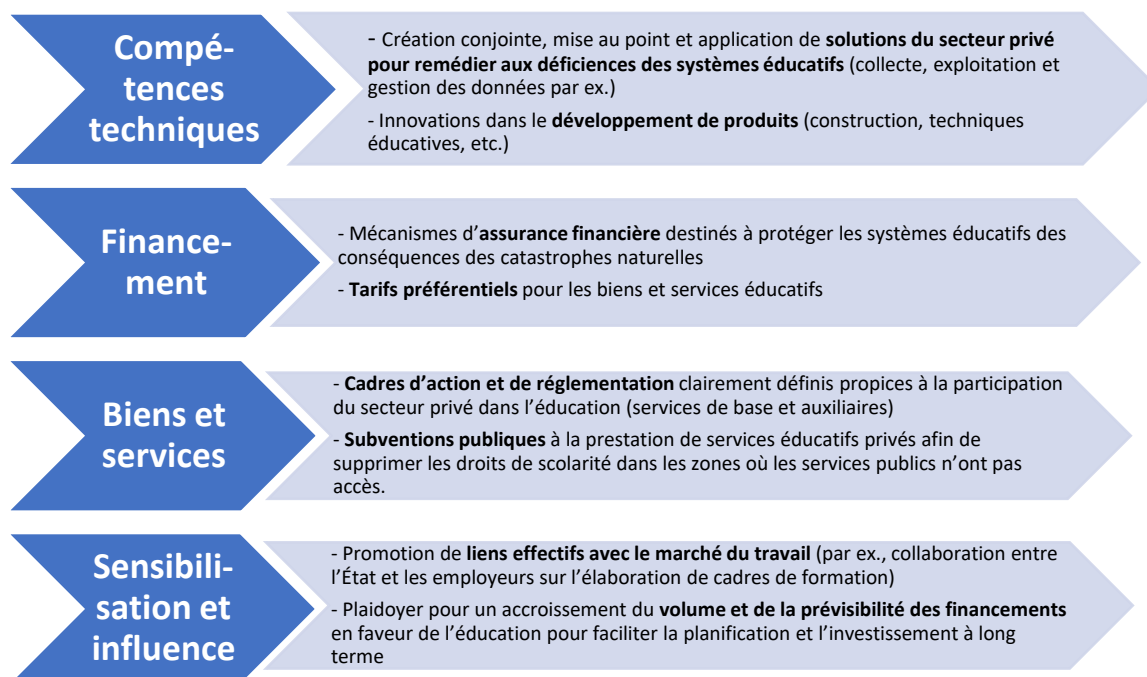 Compé-
tences
techniques
- Création conjointe, mise au point et application de solutions du secteur privé
pour remédier aux déficiences des systèmes éducatifs (collecte, exploitation et
gestion des données par ex.)
- Innovations dans le développement de produits (construction, techniques
éducatives, etc.)
Finance-
ment
- Mécanismes d’assurance financière destinés à protéger les systèmes éducatifs des
conséquences des catastrophes naturelles
- Tarifs préférentiels pour les biens et services éducatifs
Biens et
services
- Cadres d’action et de réglementation clairement définis propices à la participation
du secteur privé dans l’éducation (services de base et auxiliaires)
- Subventions publiques à la prestation de services éducatifs privés afin de
supprimer les droits de scolarité dans les zones où les services publics n’ont pas
accès.
Sensibili-
sation et
influence
- Promotion de liens effectifs avec le marché du travail (par ex., collaboration entre
l’État et les employeurs sur l’élaboration de cadres de formation)
- Plaidoyer pour un accroissement du volume et de la prévisibilité des financements
en faveur de l’éducation pour faciliter la planification et l’investissement à long
terme